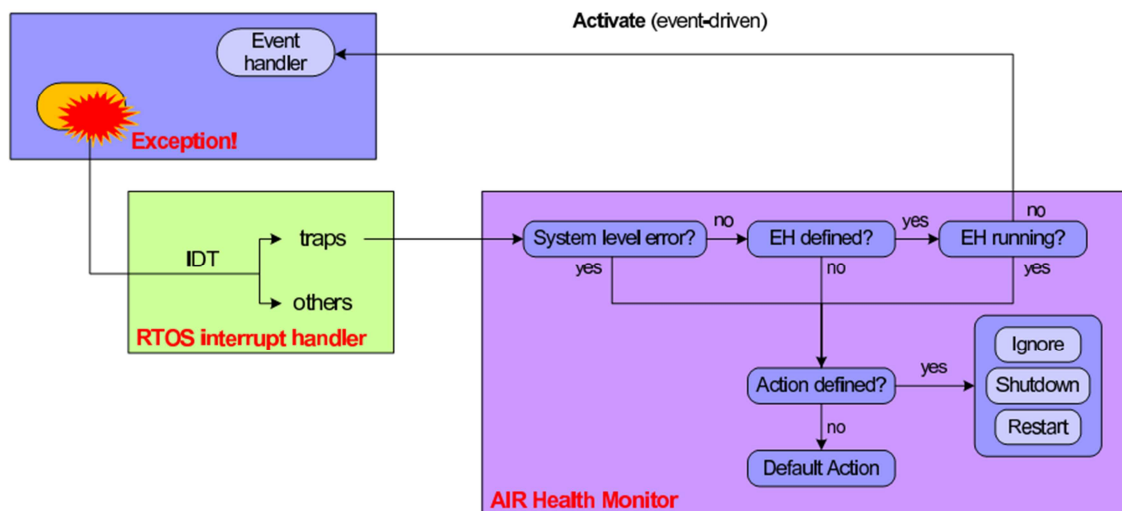 Activate (event-driven)
Event
handler
Exception!
IDT
traps
others
RTOS interrupt handler
System level error?
no
EH defined?
yes
EH running?
no
yes
no
yes
Action defined?
yes
Ignore
Shutdown
Restart
no
Default Action
AIR Health Monitor